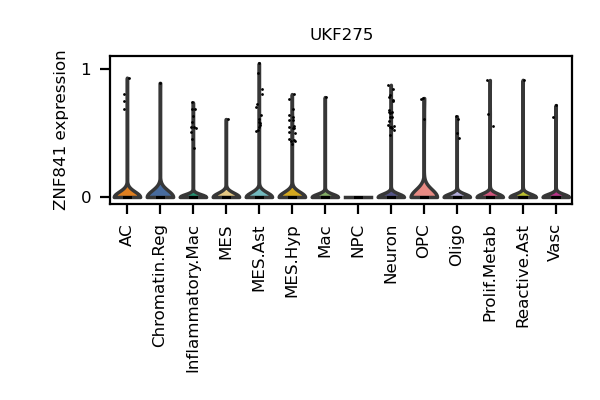 UKF275
ZNF841 expression
1
0
AC
Chromatin.Reg
Inflammatory.Mac
MES
MES.Ast
MES.Hyp
Mac
NPC
Neuron
OPC
Oligo
Prolif.Metab
Reactive.Ast
Vasc